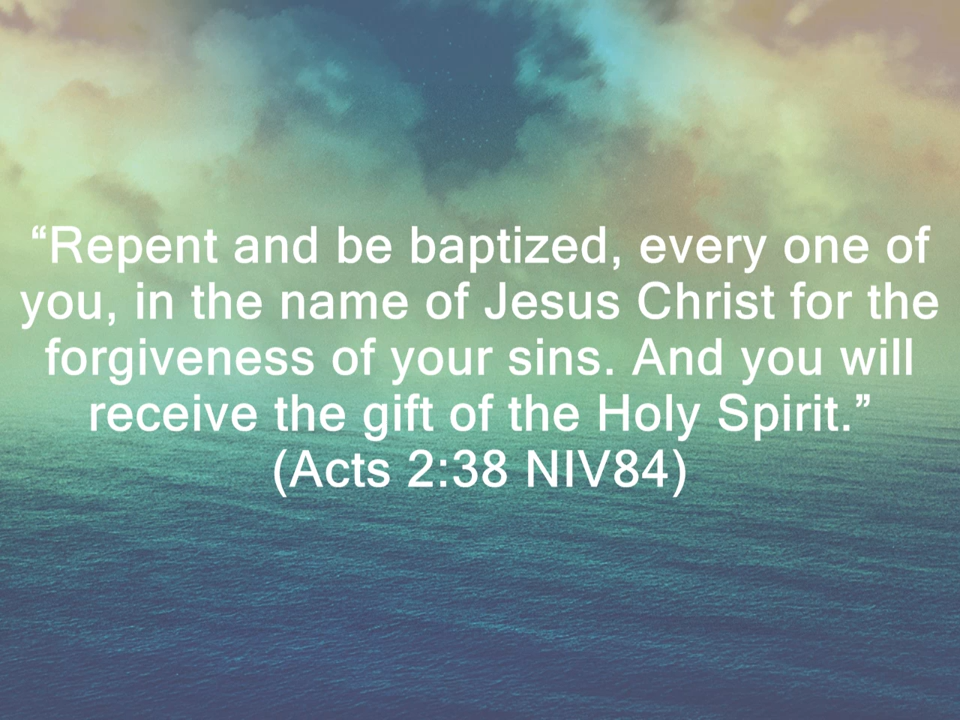 “Repent and be baptized, every one of
you, in the name of Jesus Christ for the
forgiveness of your sins. And you will
receive the gift of the Holy Spirit.”
(Acts 2:38 NIV84)